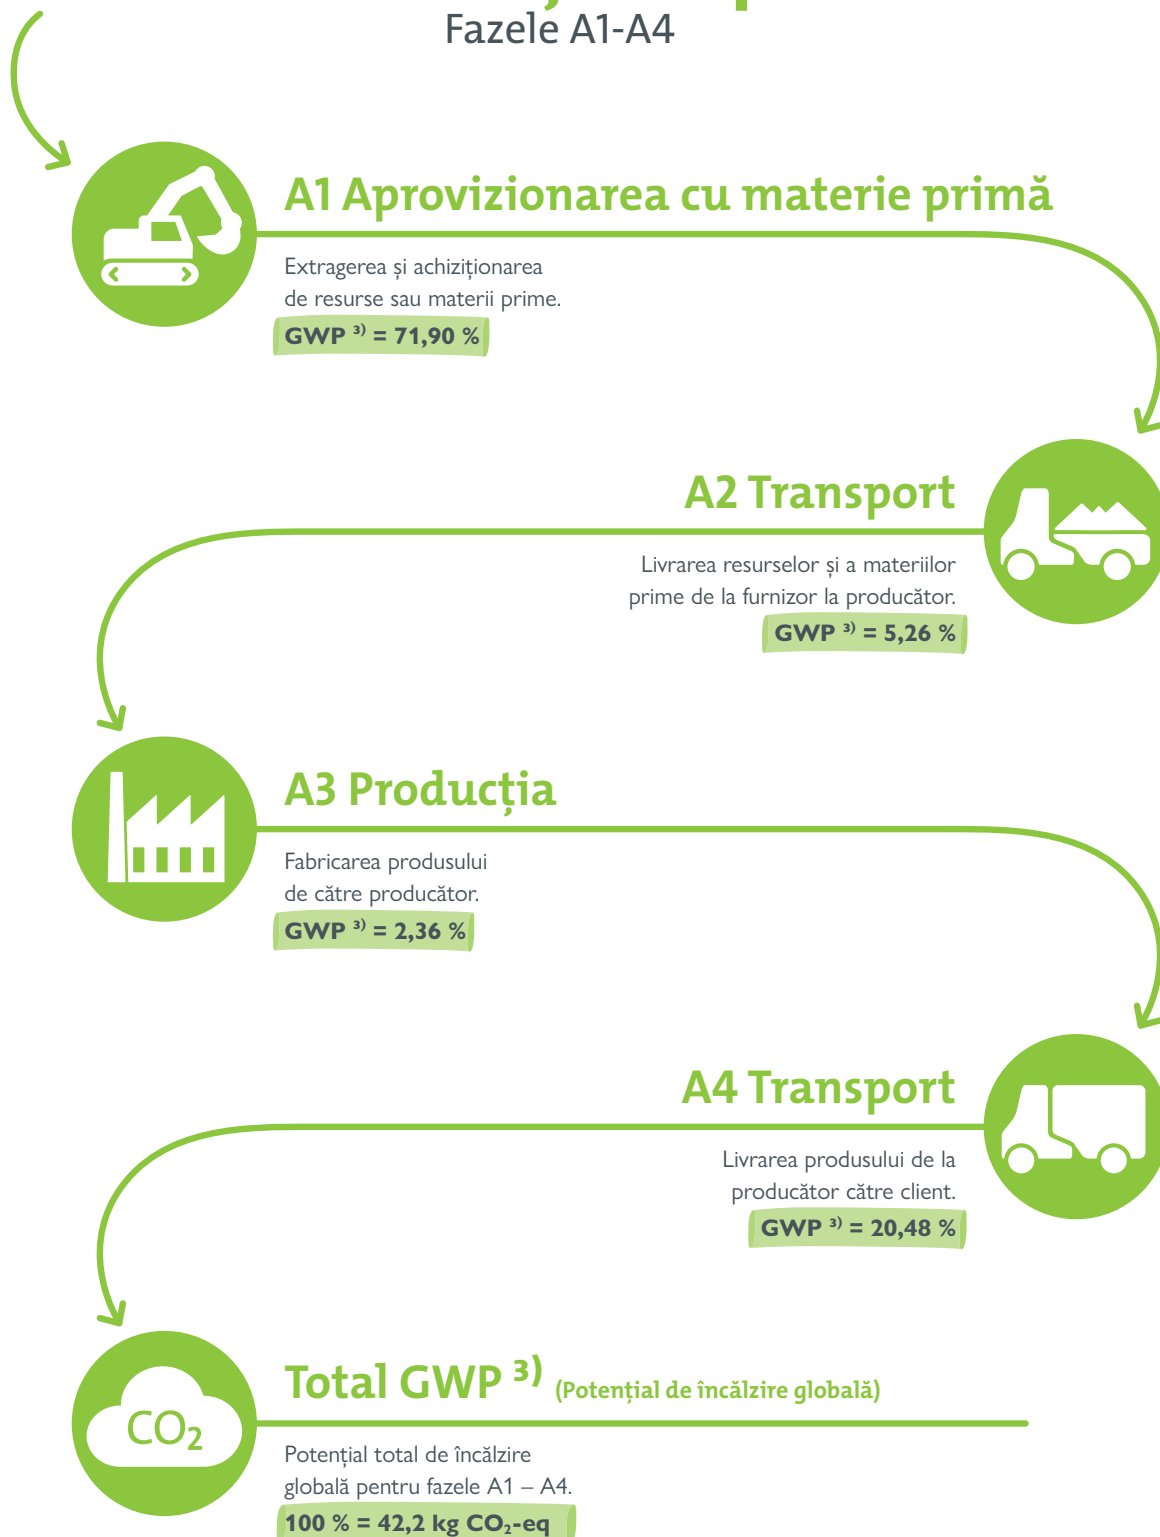 Fazele A1-A4
A1 Aprovizionarea cu materie primă
Extragerea și achiziționarea
de resurse sau materii prime.
GWP ³⁾ = 71,90 %
A2 Transport
Livrarea resurselor și a materiilor
prime de la furnizor la producător.
GWP ³⁾ = 5,26 %
A3 Producția
Fabricarea produsului
de către producător.
GWP ³⁾ = 2,36 %
A4 Transport
Livrarea produsului de la
producător către client.
GWP ³⁾ = 20,48 %
CO₂
Total GWP ³⁾ (Potențial de încălzire globală)
Potențial total de încălzire
globală pentru fazele A1 – A4.
100 % = 42,2 kg CO₂-eq